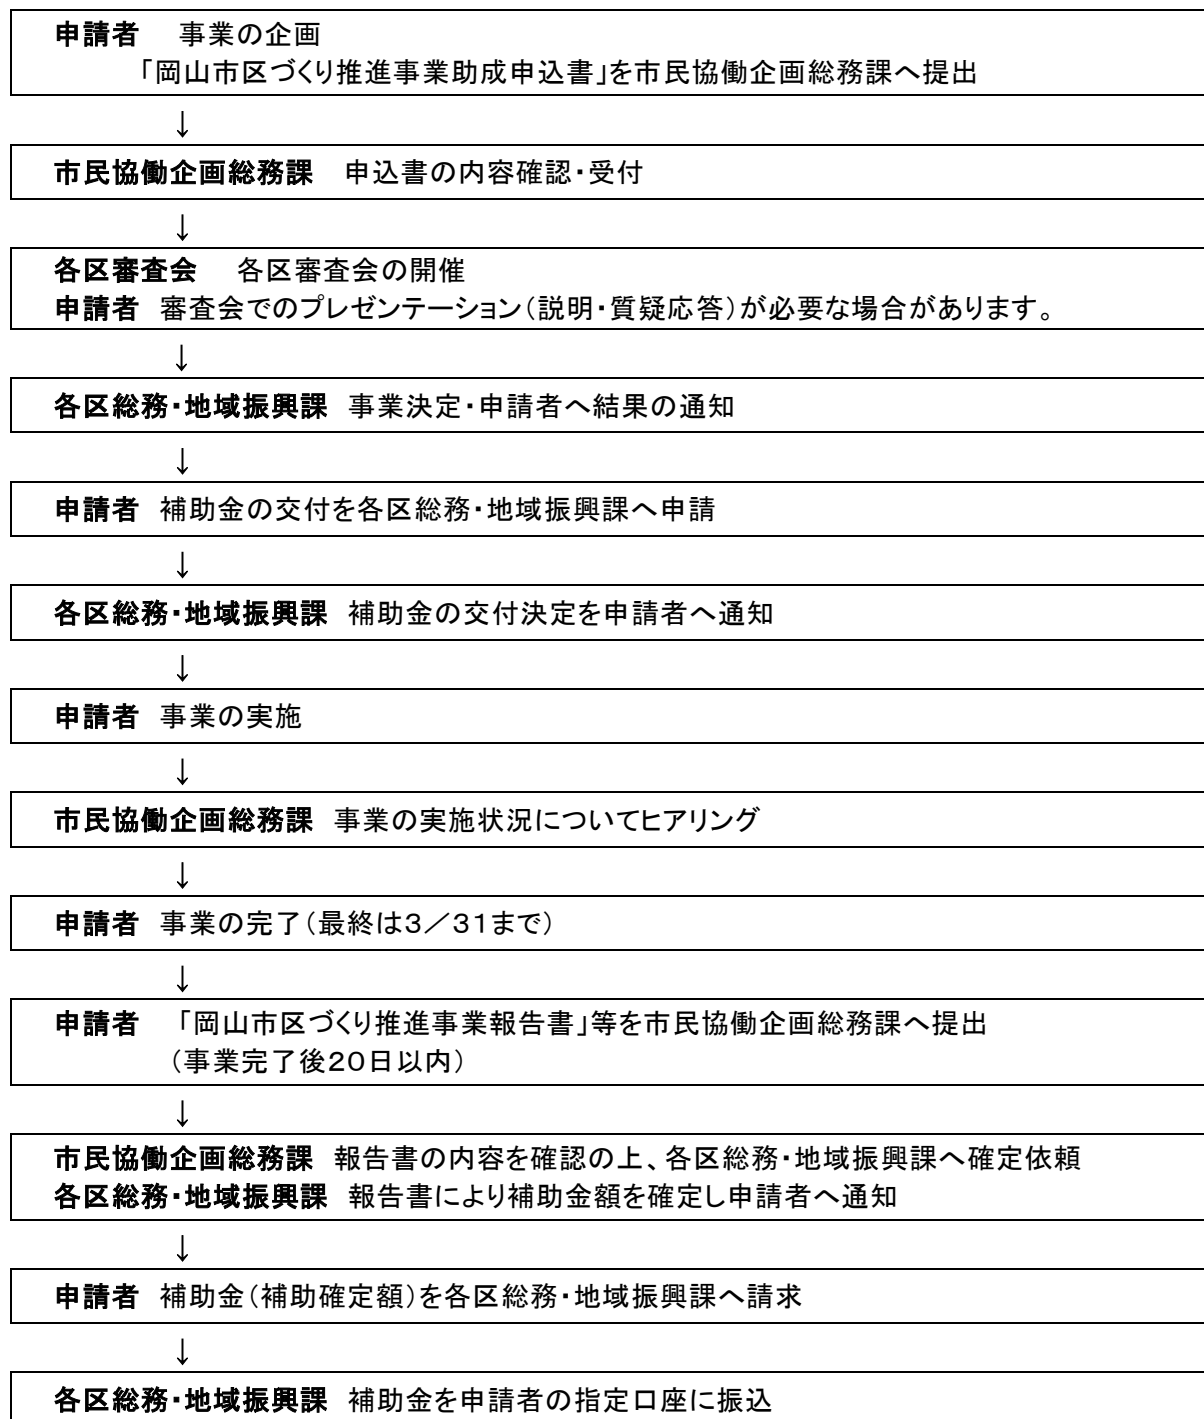 申請者　事業の企画
「岡山市区づくり推進事業助成申込書」を市民協働企画総務課へ提出
↓
市民協働企画総務課　申込書の内容確認・受付
↓
各区審査会　各区審査会の開催
申請者　審査会でのプレゼンテーション（説明・質疑応答）が必要な場合があります。
↓
各区総務・地域振興課　事業決定・申請者へ結果の通知
↓
申請者　補助金の交付を各区総務・地域振興課へ申請
↓
各区総務・地域振興課　補助金の交付決定を申請者へ通知
↓
申請者　事業の実施
↓
市民協働企画総務課　事業の実施状況についてヒアリング
↓
申請者　事業の完了（最終は３／３１まで）
↓
申請者　「岡山市区づくり推進事業報告書」等を市民協働企画総務課へ提出
（事業完了後２０日以内）
↓
市民協働企画総務課　報告書の内容を確認の上、各区総務・地域振興課へ確定依頼
各区総務・地域振興課　報告書により補助金額を確定し申請者へ通知
↓
申請者　補助金（補助確定額）を各区総務・地域振興課へ請求
↓
各区総務・地域振興課　補助金を申請者の指定口座に振込